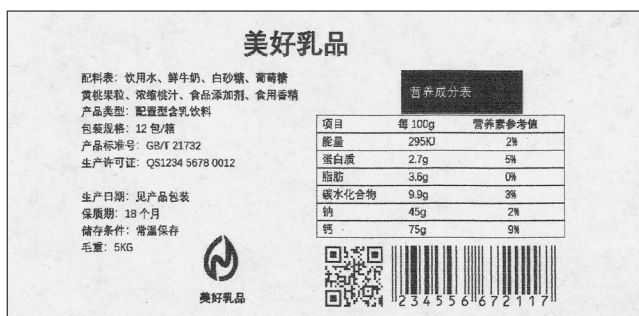 美好乳品
配料表：饮用水、鲜牛奶、白砂糖、葡萄糖
黄桃果粒、浓缩桃汁、食品添加剂、食用香精
产品类型：配置型含乳饮料
包装规格：12 包/箱
产品标准号：GB/T 21732
生产许可证：QS1234 5678 0012
生产日期：见产品包装
保质期：18 个月
储存条件：常温保存
毛重：5KG
美好乳品
营养成分表
项目 每 100g 营养素参考值
能量 295KJ 2%
蛋白质 2.7g 5%
脂肪 3.6g 0%
碳水化合物 9.9g 3%
钠 45g 2%
钙 75g 9%
234556672117